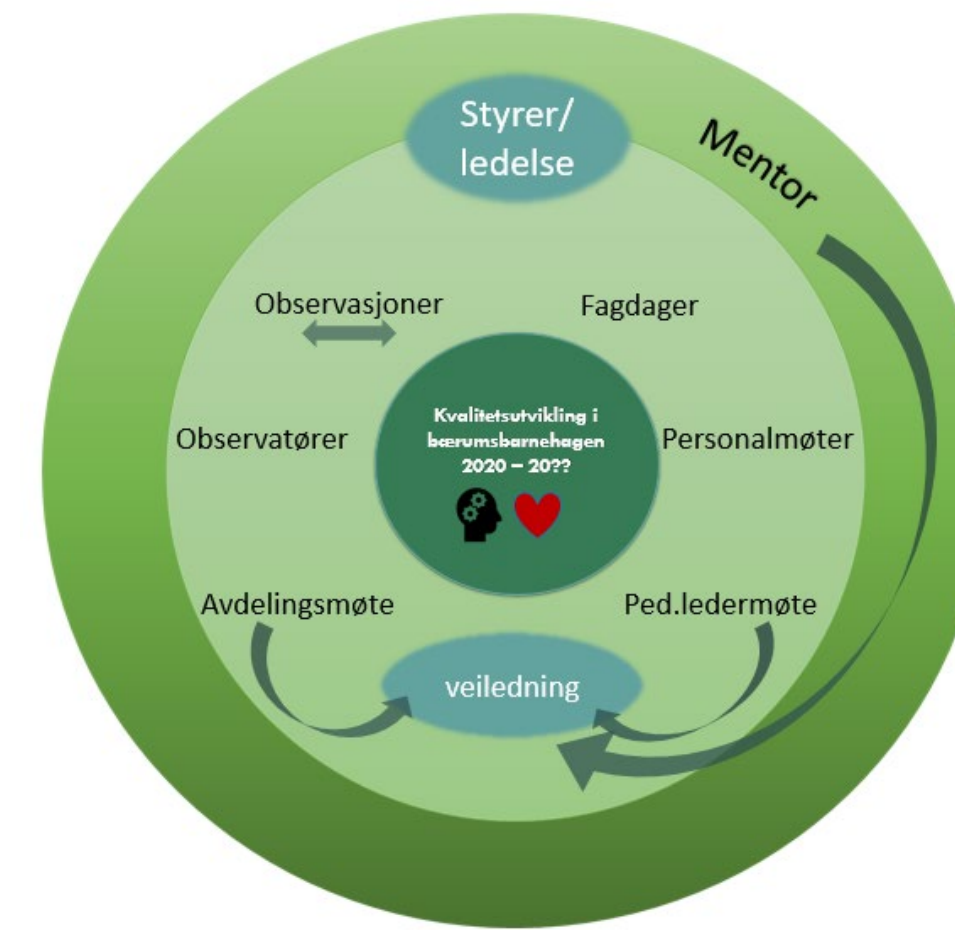 Styrer/
ledelse
Mentor
Observasjoner
Fagdager
Kvalitetsutvikling i
bærumsbarnehagen
2020 – 20??
Observatører
Personalmøter
Avdelingsmøte
Ped.ledermøte
veiledning